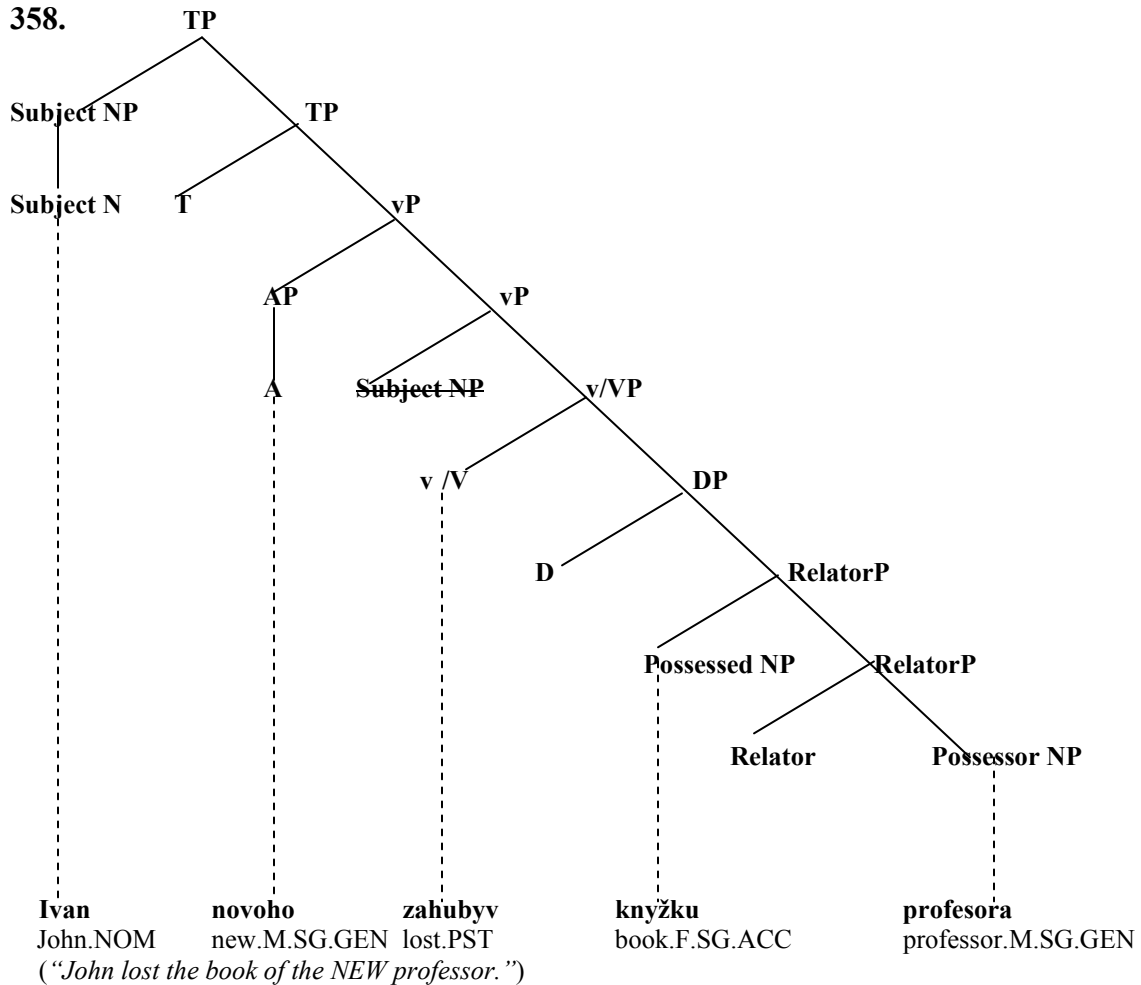 358.
TP
Subject NP TP
Subject N T vP
AP vP
A Subject NP v/VP
v /V DP
D RelatorP
Possessed NP RelatorP
Relator Possessor NP
Ivan novoho zahubyv knyžku profesora
John.NOM new.M.SG.GEN lost.PST book.F.SG.ACC professor.M.SG.GEN
(“John lost the book of the NEW professor.”)